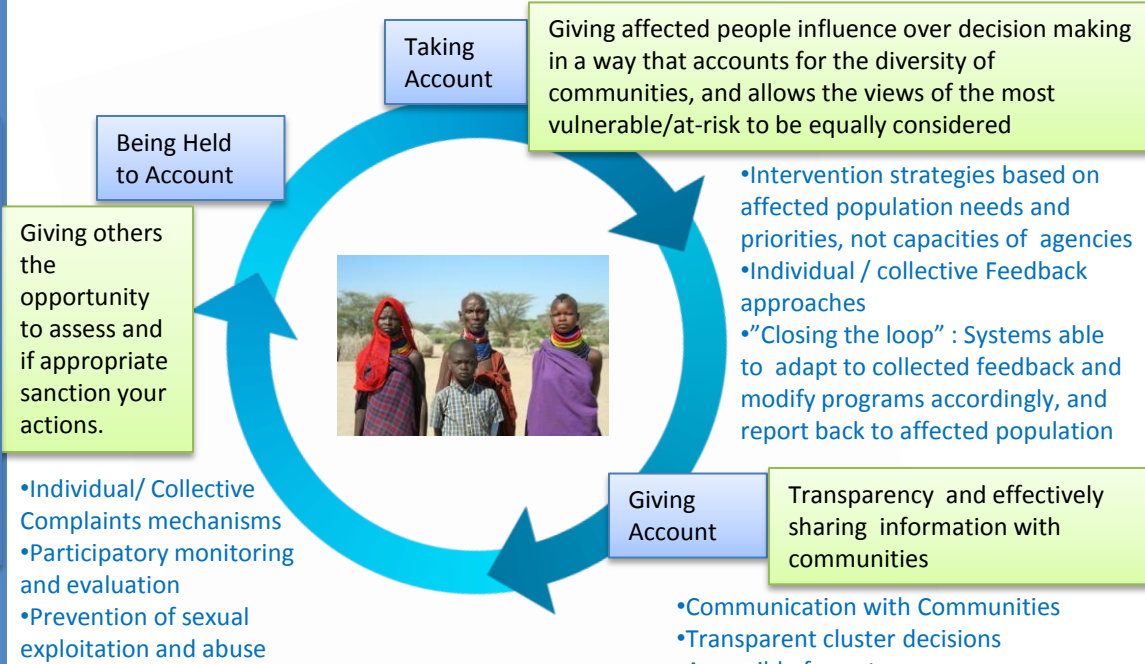 Taking
Account
Giving affected people influence over decision making
in a way that accounts for the diversity of
communities, and allows the views of the most
vulnerable/at-risk to be equally considered
•Intervention strategies based on
affected population needs and
priorities, not capacities of agencies
•Individual / collective Feedback
approaches
•”Closing the loop” : Systems able
to adapt to collected feedback and
modify programs accordingly, and
report back to affected population
Giving
Account
Transparency and effectively
sharing information with
communities
•Communication with Communities
•Transparent cluster decisions
Being Held
to Account
Giving others
the
opportunity
to assess and
if appropriate
sanction your
actions.
•Individual/ Collective
Complaints mechanisms
•Participatory monitoring
and evaluation
•Prevention of sexual
exploitation and abuse